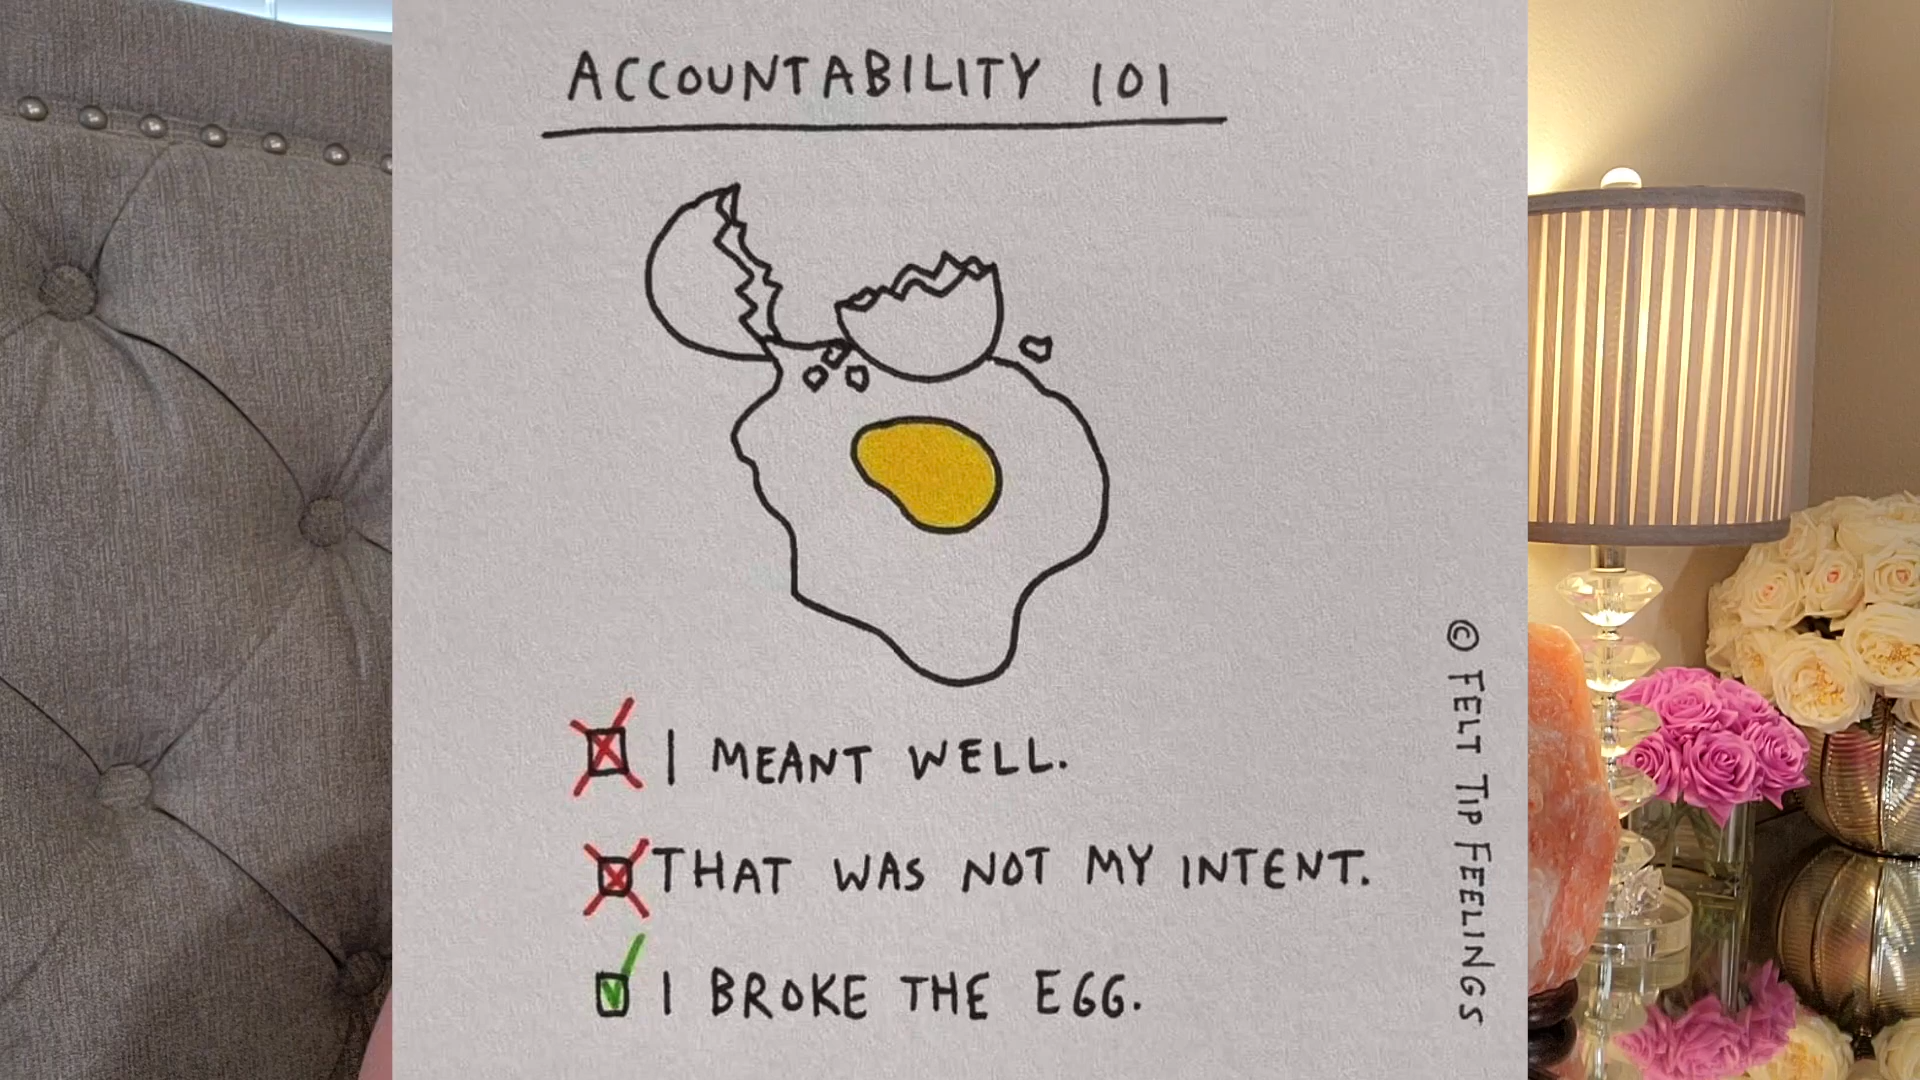 ACCOUNTABILITY 101
I MEANT WELL.
THAT WAS NOT MY INTENT.
I BROKE THE EGG.
© FELT TIP FEELINGS